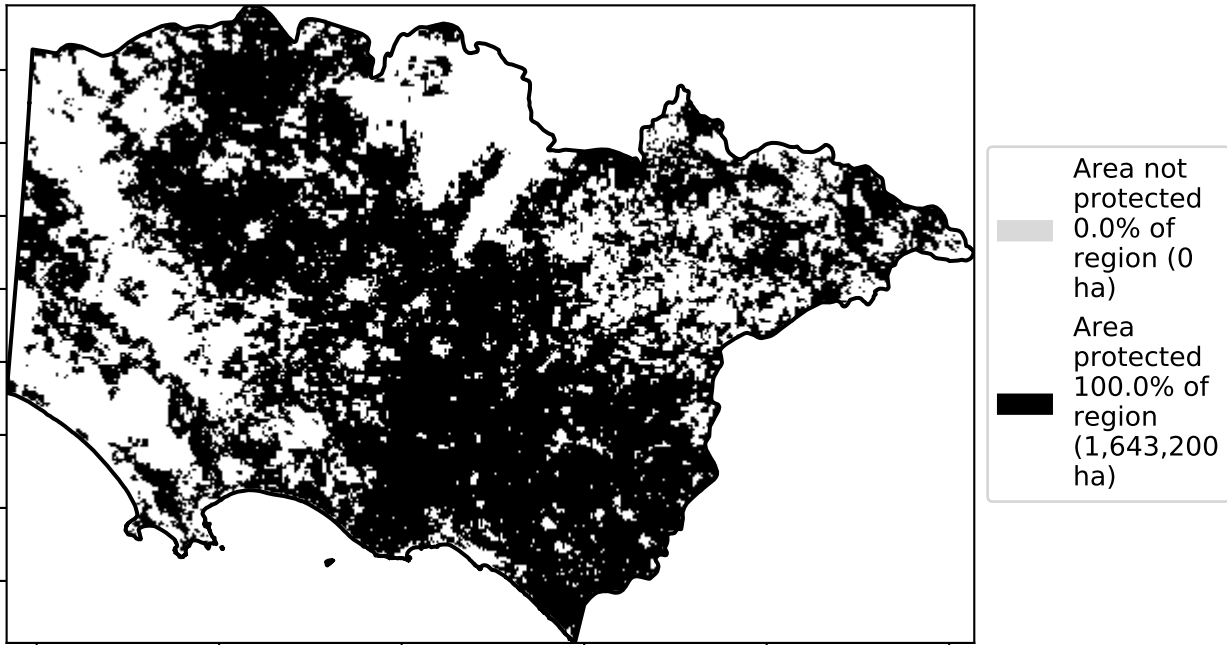 Area not
protected
0.0% of
region (0
ha)
Area
protected
100.0% of
region
(1,643,200
ha)